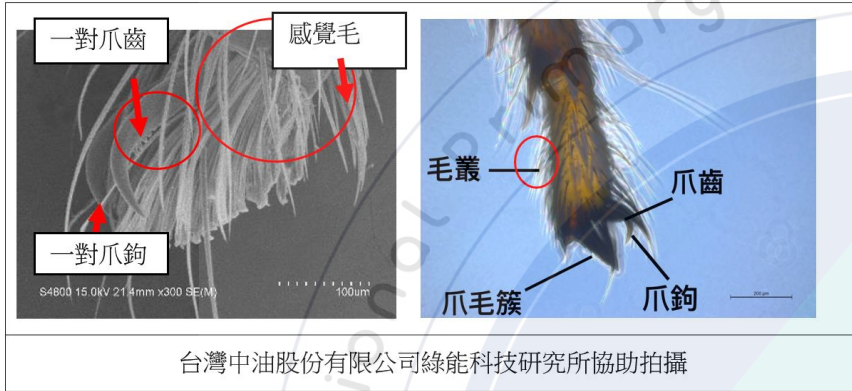 一對爪齒
感覺毛
一對爪鉤
S4800 15.0kV 21.4mm x300 SE(M)
100um
毛叢
爪齒
爪毛簇
爪鉤
200 μm
台灣中油股份有限公司綠能科技研究所協助拍攝